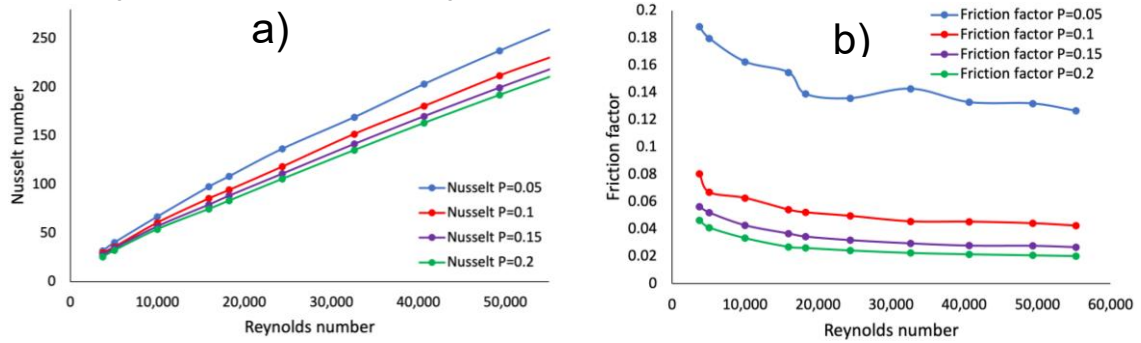 a)
Nusselt number
250
200
150
100
50
0
Nusselt P=0.05
Nusselt P=0.1
Nusselt P=0.15
Nusselt P=0.2
0 10,000 20,000 30,000 40,000 50,000
Reynolds number
b)
Friction factor
0.2
0.18
0.16
0.14
0.12
0.1
0.08
0.06
0.04
0.02
0
Friction factor P=0.05
Friction factor P=0.1
Friction factor P=0.15
Friction factor P=0.2
0 10,000 20,000 30,000 40,000 50,000 60,000
Reynolds number